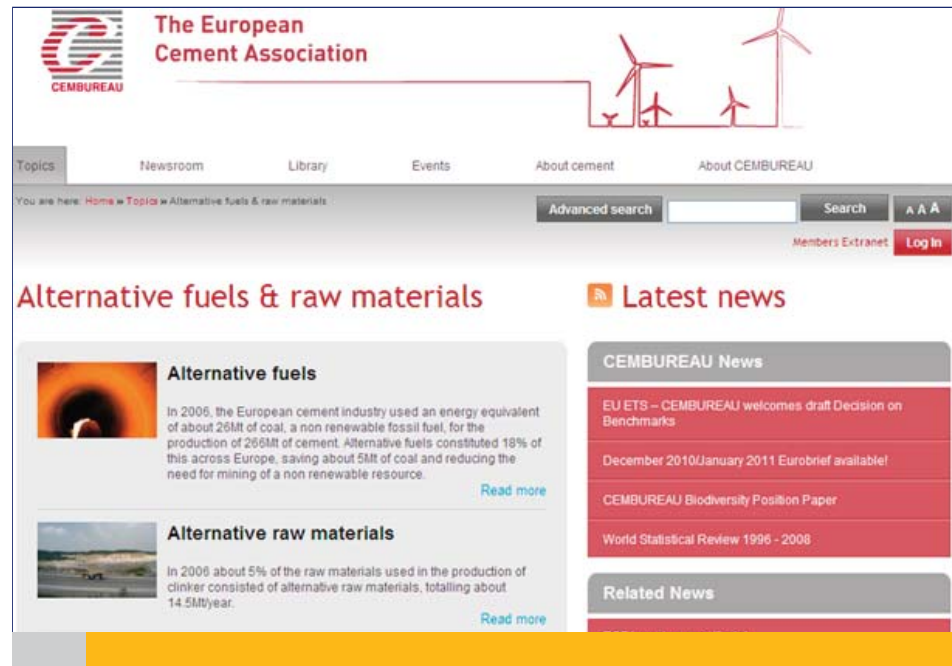 The European
Cement Association
CEMBUREAU
Topics Newsroom Library Events About cement About CEMBUREAU
You are here: Home » Topics » Alternative fuels & raw materials
Advanced search Search A A A
Members Extranet Log In
Alternative fuels & raw materials
Alternative fuels
In 2006, the European cement industry used an energy equivalent
of about 26Mt of coal, a non renewable fossil fuel, for the
production of 266Mt of cement. Alternative fuels constituted 18% of
this across Europe, saving about 5Mt of coal and reducing the
need for mining of a non renewable resource.
Read more
Alternative raw materials
In 2006 about 5% of the raw materials used in the production of
clinker consisted of alternative raw materials, totalling about
14.5Mt/year.
Read more
Latest news
CEMBUREAU News
EU ETS – CEMBUREAU welcomes draft Decision on
Benchmarks
December 2010/January 2011 Eurobrief available!
CEMBUREAU Biodiversity Position Paper
World Statistical Review 1996 - 2008
Related News